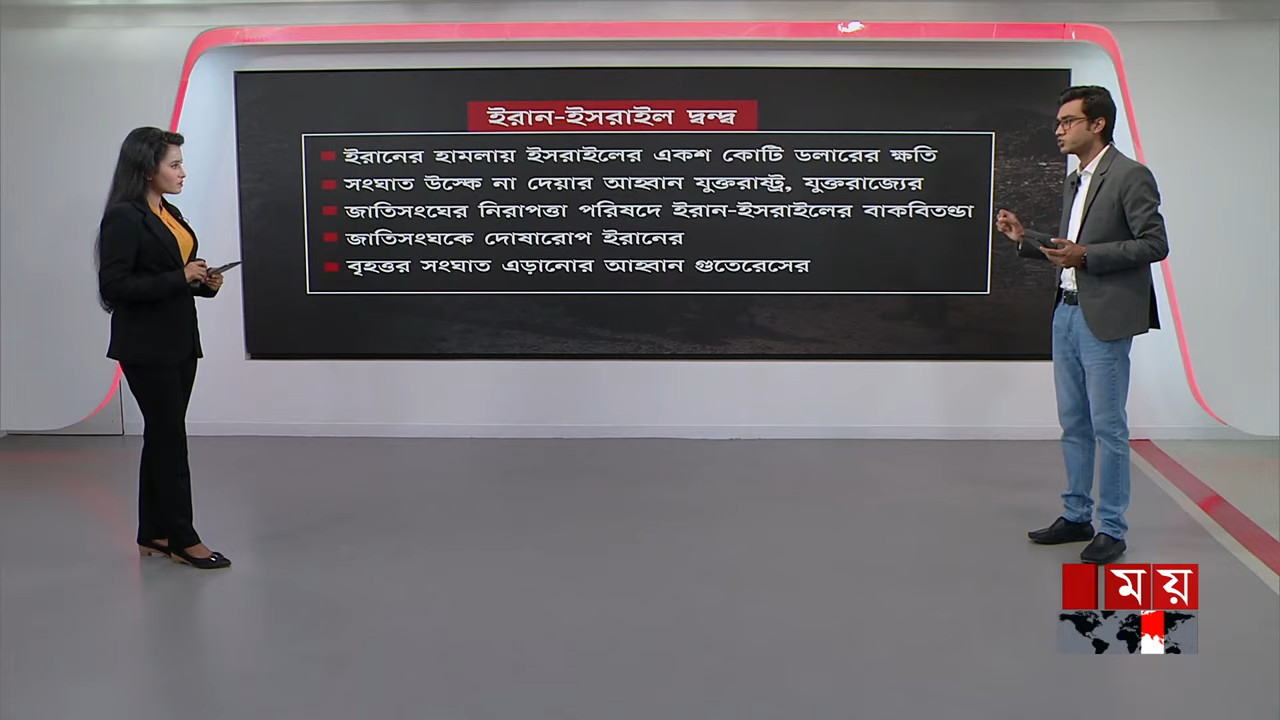 ইরান-ইসরাইল দ্বন্দ্ব
ইরানের হামলায় ইসরাইলের একশ কোটি ডলারের ক্ষতি
সংঘাত উস্কে না দেয়ার আহ্বান যুক্তরাষ্ট্র, যুক্তরাজ্যের
জাতিসংঘের নিরাপত্তা পরিষদে ইরান-ইসরাইলের বাকবিতণ্ডা
জাতিসংঘকে দোষারোপ ইরানের
বৃহত্তর সংঘাত এড়ানোর আহ্বান গুতেরেসের
ময়